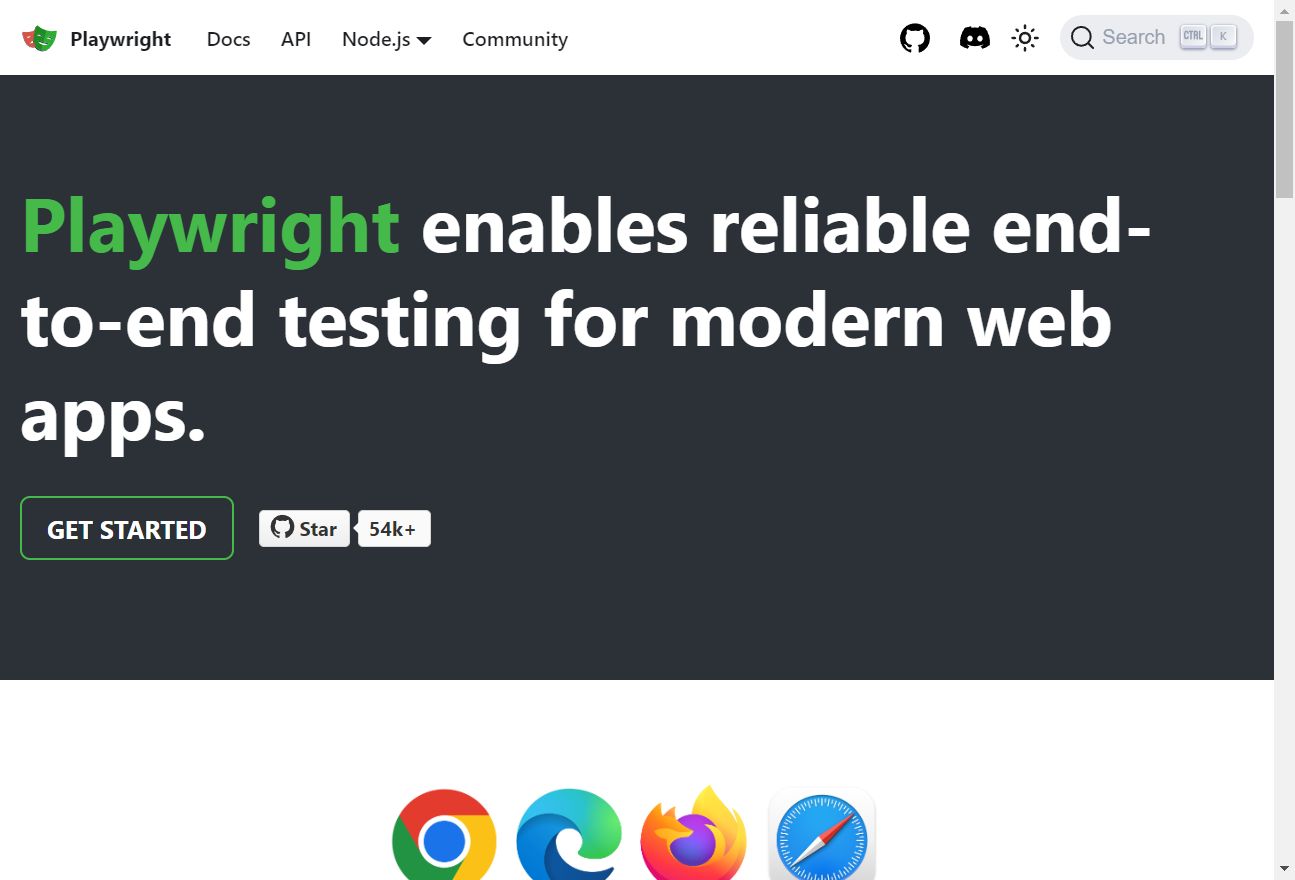 Playwright Docs API Node.js Community Search CTRL K
Playwright enables reliable end-
to-end testing for modern web
apps.
GET STARTED Star 54k+